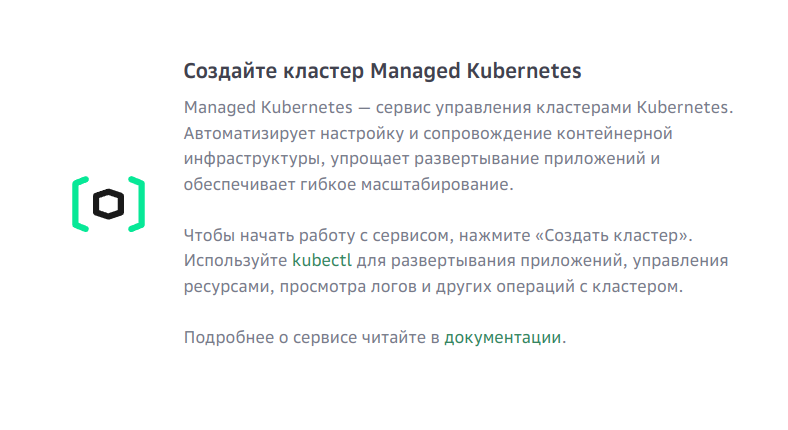 Создайте кластер Managed Kubernetes
Managed Kubernetes — сервис управления кластерами Kubernetes.
Автоматизирует настройку и сопровождение контейнерной
инфраструктуры, упрощает развертывание приложений и
обеспечивает гибкое масштабирование.
Чтобы начать работу с сервисом, нажмите «Создать кластер».
Используйте kubectl для развертывания приложений, управления
ресурсами, просмотра логов и других операций с кластером.
Подробнее о сервисе читайте в документации.